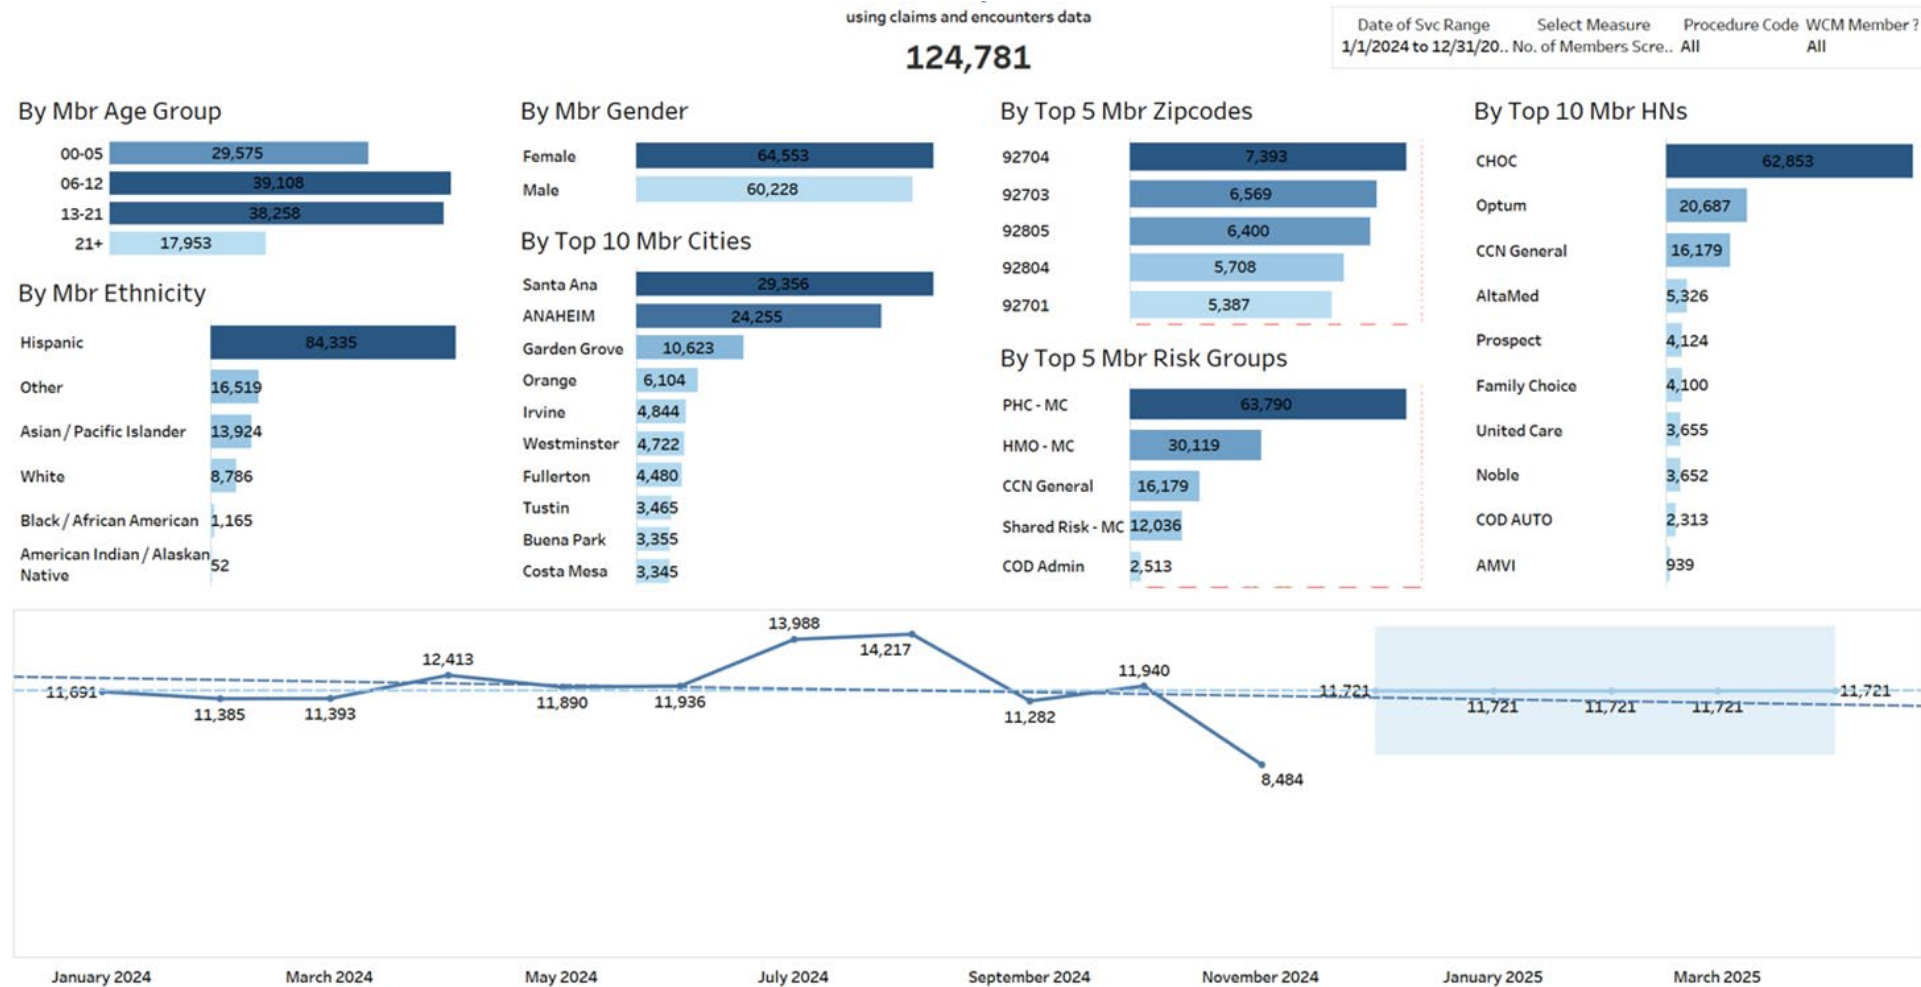 using claims and encounters data
124,781
Date of Svc Range
1/1/2024 to 12/31/20..
Select Measure
No. of Members Scre..
Procedure Code
All
WCM Member ?
All
By Mbr Age Group
00-05 29,575
06-12 39,108
13-21 38,258
21+ 17,953
By Mbr Ethnicity
Hispanic 84,335
Other 16,519
Asian / Pacific Islander 13,924
White 8,786
Black / African American 1,165
American Indian / Alaskan
Native 52
By Mbr Gender
Female 64,553
Male 60,228
By Top 10 Mbr Cities
Santa Ana 29,356
ANAHEIM 24,255
Garden Grove 10,623
Orange 6,104
Irvine 4,844
Westminster 4,722
Fullerton 4,480
Tustin 3,465
Buena Park 3,355
Costa Mesa 3,345
By Top 5 Mbr Zipcodes
92704 7,393
92703 6,569
92805 6,400
92804 5,708
92701 5,387
By Top 5 Mbr Risk Groups
PHC - MC 63,790
HMO - MC 30,119
CCN General 16,179
Shared Risk - MC 12,036
COD Admin 2,513
By Top 10 Mbr HNs
CHOC 62,853
Optum 20,687
CCN General 16,179
AltaMed 5,326
Prospect 4,124
Family Choice 4,100
United Care 3,655
Noble 3,652
COD AUTO 2,313
AMVI 939
11,691
11,385
11,393
12,413
11,890
11,936
13,988
14,217
11,282
11,940
8,484
11,721
11,721
11,721
11,721
11,721
January 2024
March 2024
May 2024
July 2024
September 2024
November 2024
January 2025
March 2025